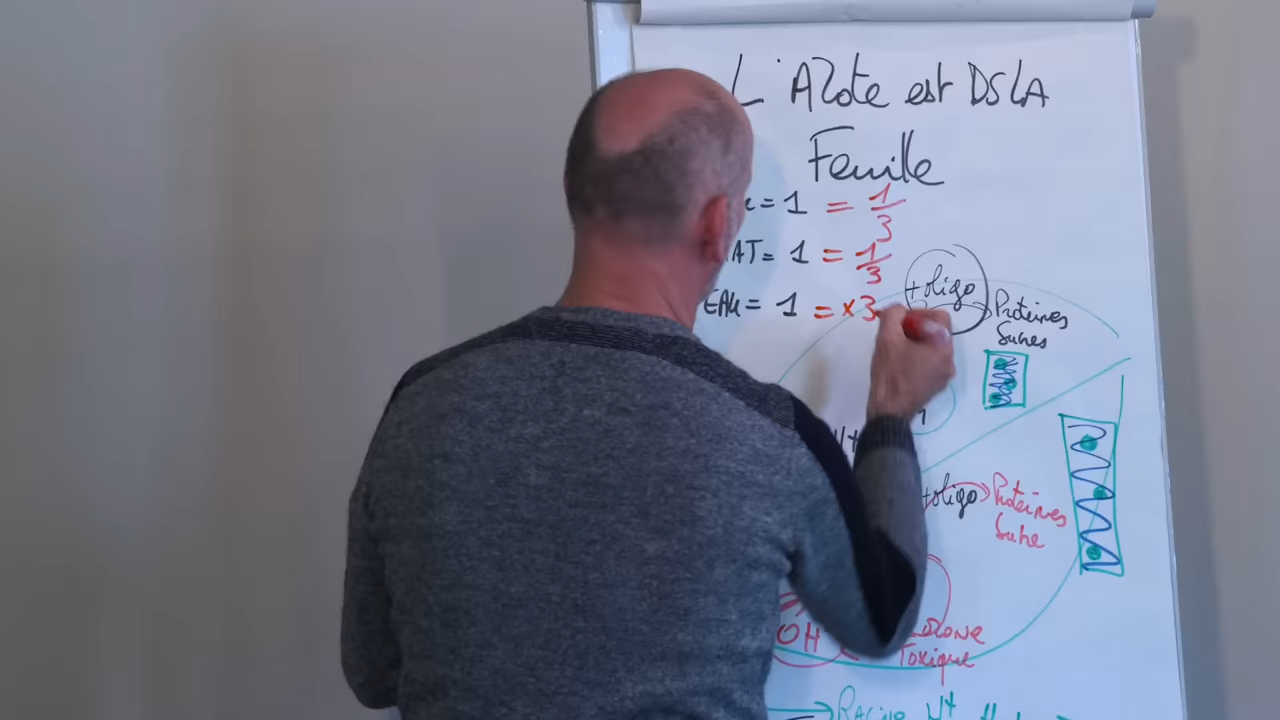 L'AZote est DS LA
Feuille
= 1 = 1/3
AT = 1 = 1/3
EAU = 1 = x3
+oligo
Protéines
Sucres
H+
+oligo
Protéines
Sucre
OH
Toxique
RACINE H+